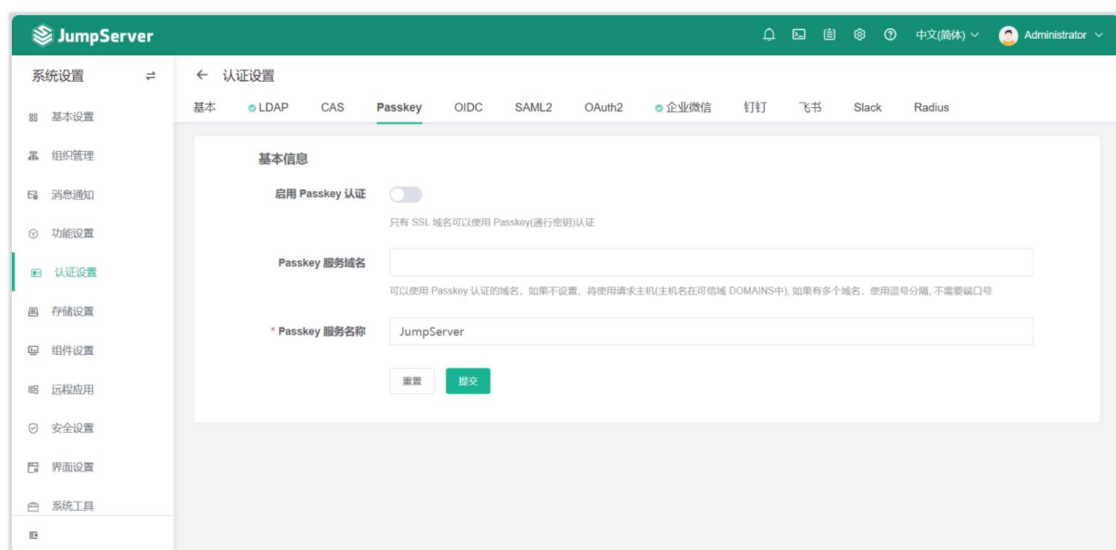 JumpServer
中文(简体)
Administrator
系统设置
认证设置
基本 LDAP CAS Passkey OIDC SAML2 OAuth2 企业微信 钉钉 飞书 Slack Radius
基本设置
组织管理
消息通知
功能设置
认证设置
存储设置
组件设置
远程应用
安全设置
界面设置
系统工具
基本信息
启用 Passkey 认证
只有 SSL 域名可以使用 Passkey(通行密钥)认证
Passkey 服务域名
可以使用 Passkey 认证的域名，如果不设置，将使用请求主机(主机名在可信域 DOMAINS中), 如果有多个域名，使用逗号分隔, 不需要端口号
* Passkey 服务名称
JumpServer
重置 提交